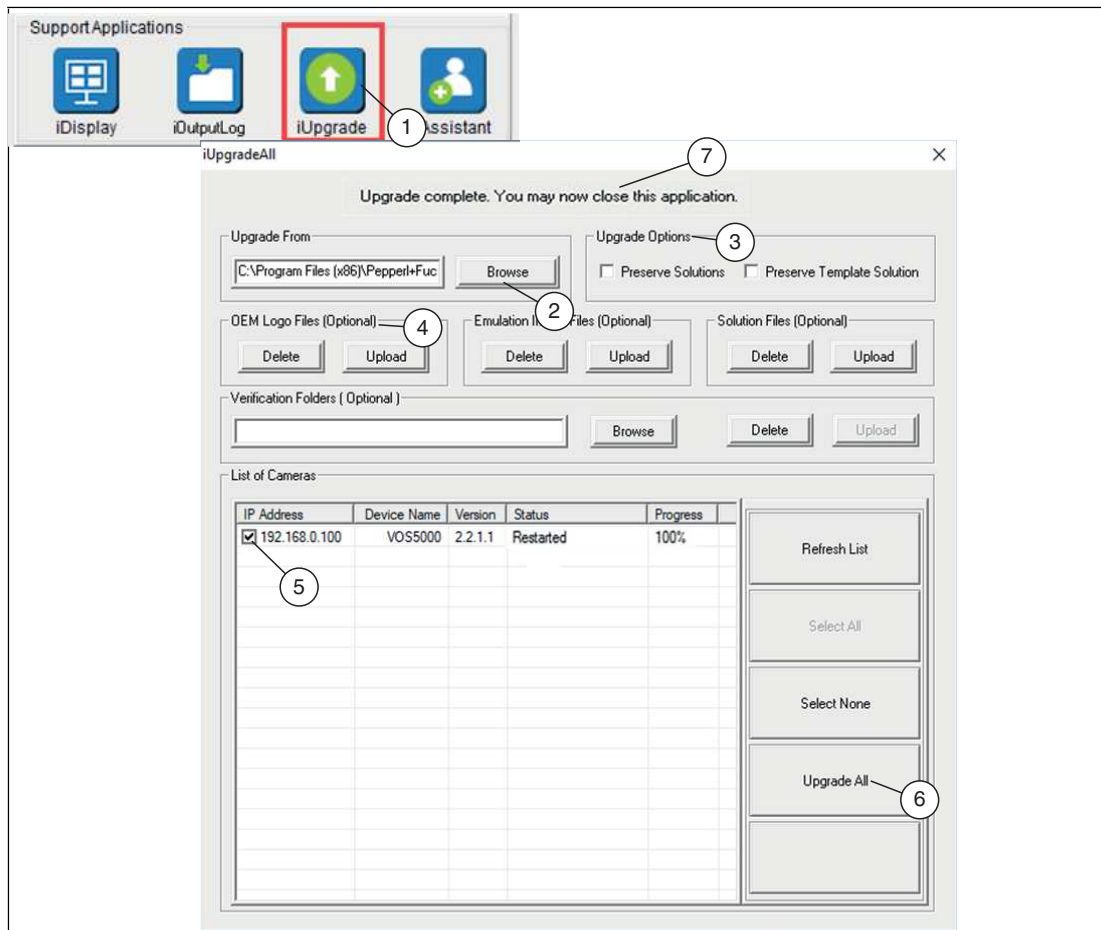 Support Applications
iDisplay
iOutputLog
iUpgrade
1
Assistant
iUpgradeAll
7
Upgrade complete. You may now close this application.
Upgrade From
Upgrade Options
3
C:\Program Files (x86)\Pepperl+Fuc
Browse
Preserve Solutions
Preserve Template Solution
2
OEM Logo Files (Optional)
4
Emulation
Files (Optional)
Solution Files (Optional)
Delete
Upload
Delete
Upload
Delete
Upload
Verification Folders ( Optional )
Browse
Delete
Upload
List of Cameras
IP Address Device Name Version Status Progress
192.168.0.100 VOS5000 2.2.1.1 Restarted 100%
5
Refresh List
Select All
Select None
Upgrade All
6